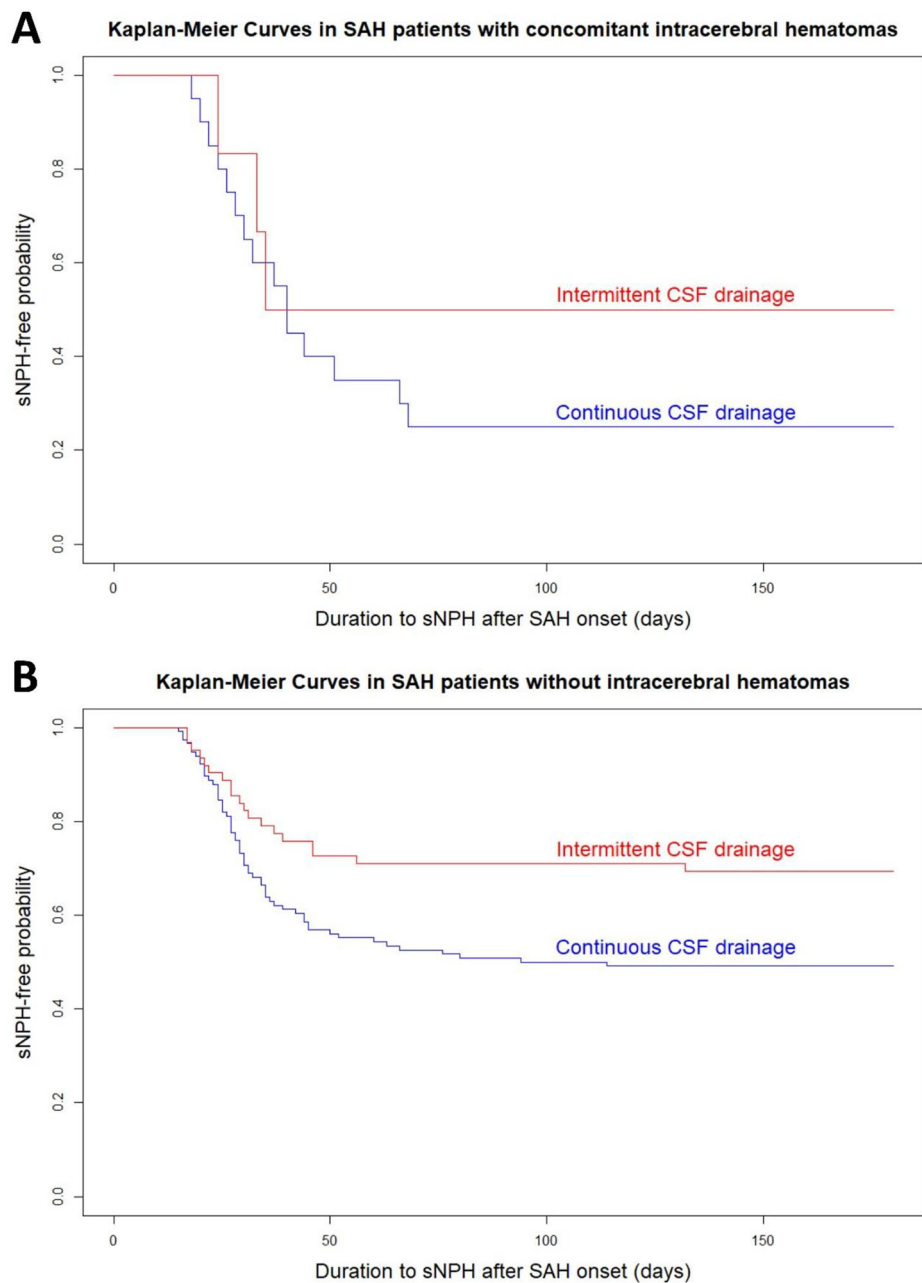 A
Kaplan-Meier Curves in SAH patients with concomitant intracerebral hematomas
1.0
0.8
0.6
0.4
0.2
0.0
sNPH-free probability
Intermittent CSF drainage
Continuous CSF drainage
0 50 100 150
Duration to sNPH after SAH onset (days)
B
Kaplan-Meier Curves in SAH patients without intracerebral hematomas
1.0
0.8
0.6
0.4
0.2
0.0
sNPH-free probability
Intermittent CSF drainage
Continuous CSF drainage
0 50 100 150
Duration to sNPH after SAH onset (days)